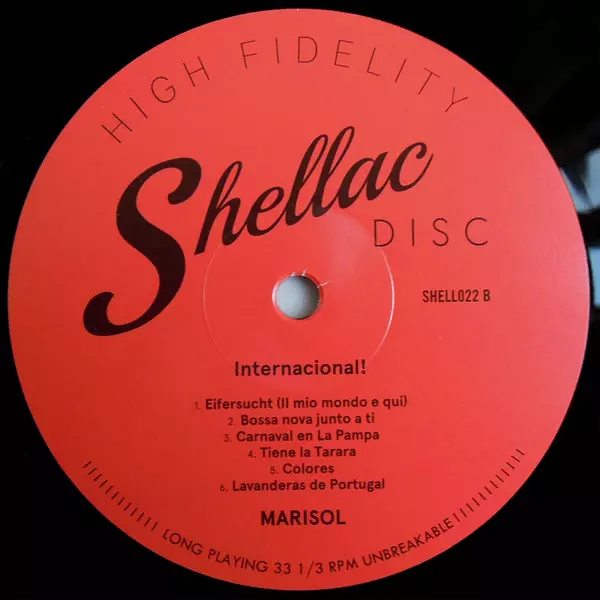 HIGH FIDELITY
Shellac
DISC
SHELL022 B
Internacional!
1. Eifersucht (Il mio mondo e qui)
2. Bossa nova junto a ti
3. Carnaval en La Pampa
4. Tiene la Tarara
5. Colores
6. Lavanderas de Portugal
MARISOL
LONG PLAYING 33 1/3 RPM UNBREAKABLE